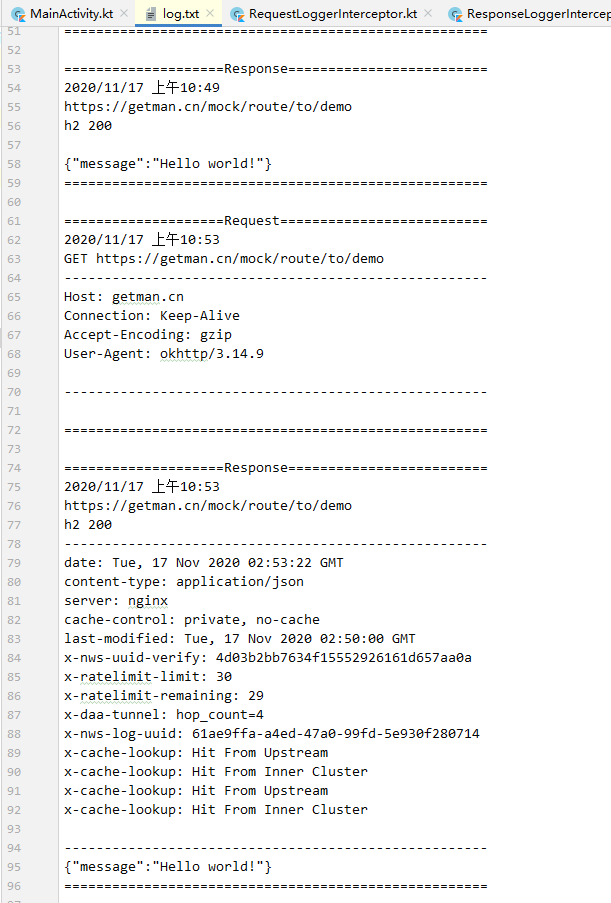 MainActivity.kt × log.txt × RequestLoggerInterceptor.kt × ResponseLoggerIntercep
51 =====================================================
52
53 ====================Response=========================
54 2020/11/17 上午10:49
55 https://getman.cn/mock/route/to/demo
56 h2 200
57
58 {"message":"Hello world!"}
59 =====================================================
60
61 ====================Request==========================
62 2020/11/17 上午10:53
63 GET https://getman.cn/mock/route/to/demo
64 -----------------------------------------------------
65 Host: getman.cn
66 Connection: Keep-Alive
67 Accept-Encoding: gzip
68 User-Agent: okhttp/3.14.9
69
70 -----------------------------------------------------
71
72 =====================================================
73
74 ====================Response=========================
75 2020/11/17 上午10:53
76 https://getman.cn/mock/route/to/demo
77 h2 200
78 -----------------------------------------------------
79 date: Tue, 17 Nov 2020 02:53:22 GMT
80 content-type: application/json
81 server: nginx
82 cache-control: private, no-cache
83 last-modified: Tue, 17 Nov 2020 02:50:00 GMT
84 x-nws-uuid-verify: 4d03b2bb7634f15552926161d657aa0a
85 x-ratelimit-limit: 30
86 x-ratelimit-remaining: 29
87 x-daa-tunnel: hop_count=4
88 x-nws-log-uuid: 61ae9ffa-a4ed-47a0-99fd-5e930f280714
89 x-cache-lookup: Hit From Upstream
90 x-cache-lookup: Hit From Inner Cluster
91 x-cache-lookup: Hit From Upstream
92 x-cache-lookup: Hit From Inner Cluster
93
94 -----------------------------------------------------
95 {"message":"Hello world!"}
96 =====================================================